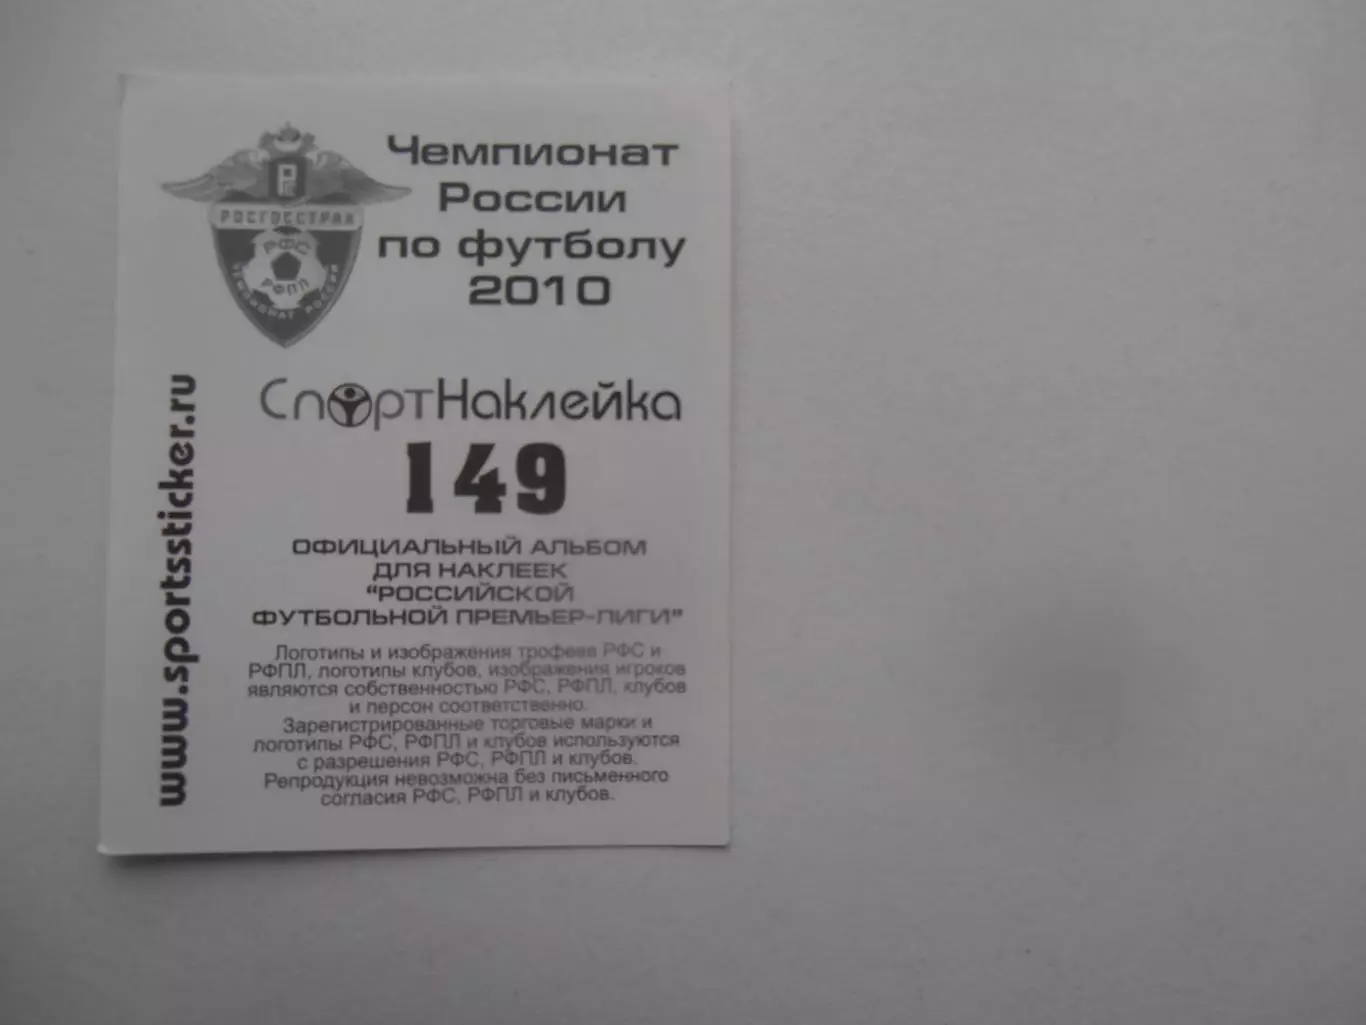 Чемпионат
России
по футболу
2010
РОСГОССТРАХ
РФС
РФПЛ
ЧЕМПИОНАТ РОССИИ
СпортНаклейка
149
www.sportssticker.ru
ОФИЦИАЛЬНЫЙ АЛЬБОМ
ДЛЯ НАКЛЕЕК
"РОССИЙСКОЙ
ФУТБОЛЬНОЙ ПРЕМЬЕР-ЛИГИ"
Логотипы и изображения трофеев РФС и
РФПЛ, логотипы клубов, изображения игроков
являются собственностью РФС, РФПЛ, клубов
и персон соответственно.
Зарегистрированные торговые марки и
логотипы РФС, РФПЛ и клубов используются
с разрешения РФС, РФПЛ и клубов.
Репродукция невозможна без письменного
согласия РФС, РФПЛ и клубов.